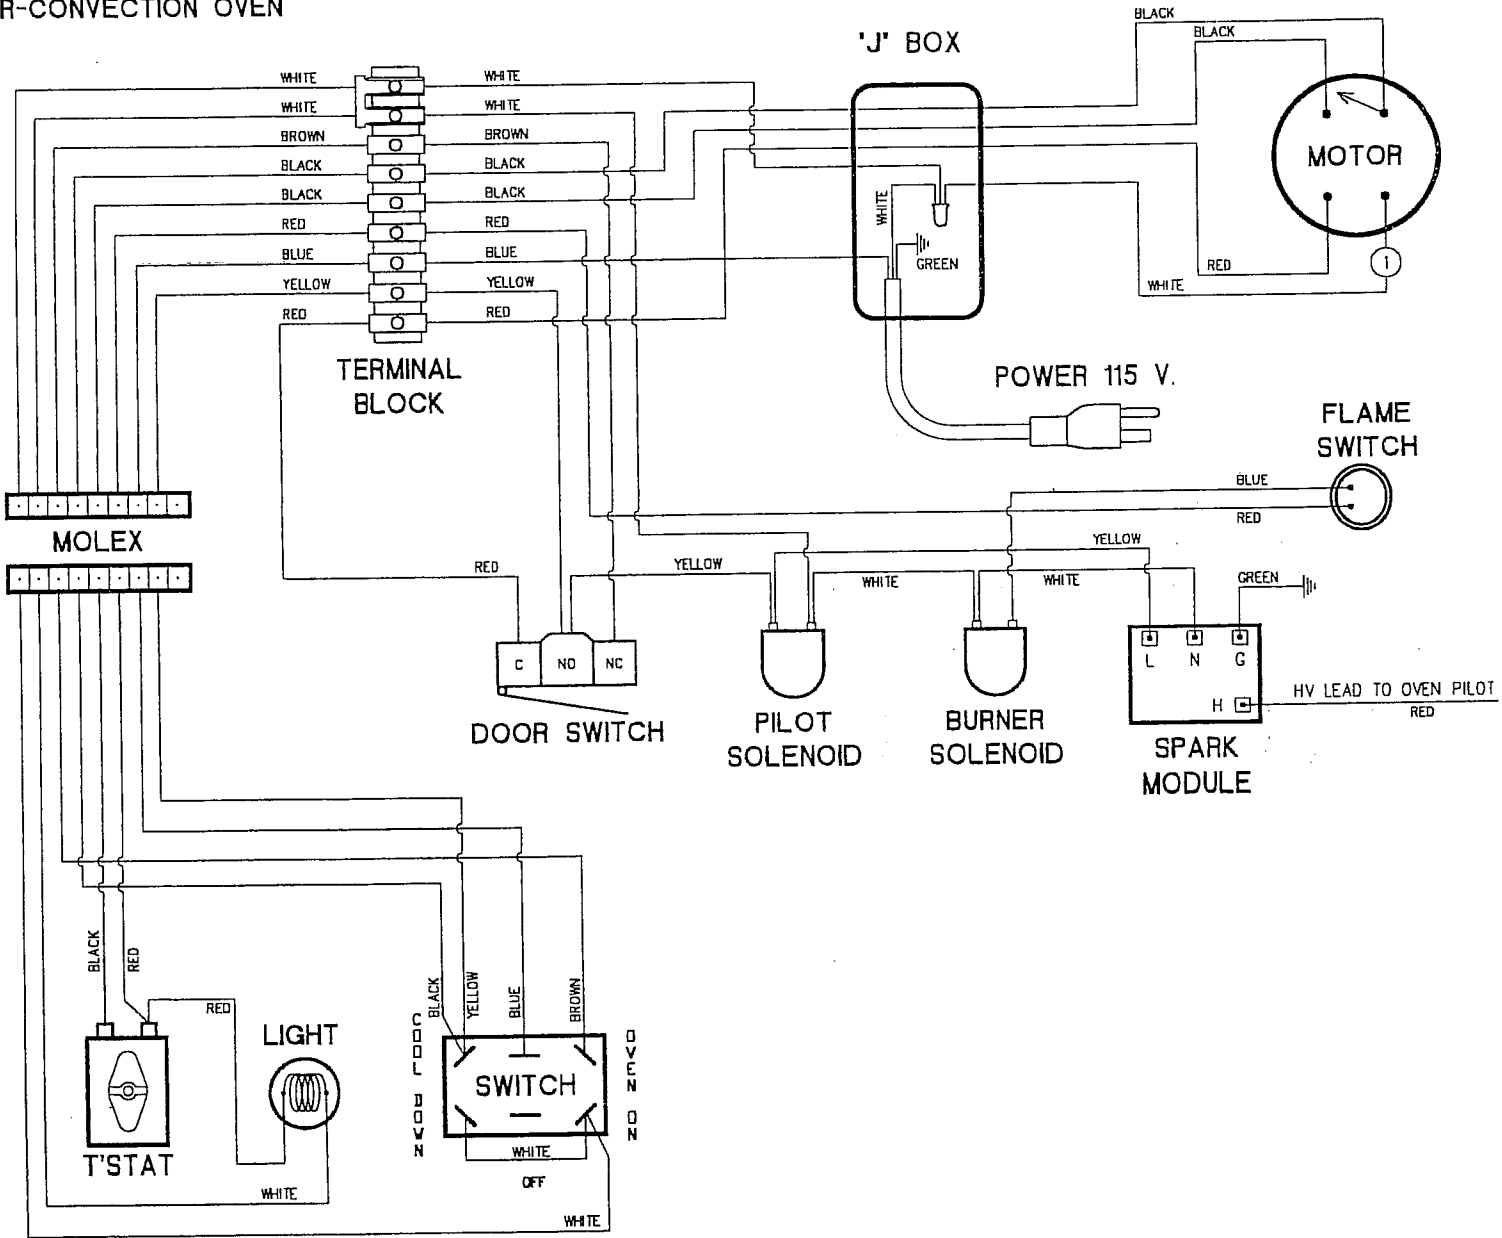 R-CONVECTION OVEN
BLACK
BLACK
'J' BOX
WHITE
WHITE
WHITE
WHITE
BROWN
BROWN
BLACK
BLACK
BLACK
BLACK
RED
RED
BLUE
BLUE
YELLOW
YELLOW
RED
RED
WHITE
GREEN
MOTOR
1
RED
WHITE
TERMINAL
BLOCK
POWER 115 V.
FLAME
SWITCH
BLUE
RED
MOLEX
YELLOW
RED
YELLOW
WHITE
WHITE
GREEN
C
NO
NC
L
N
G
H
HV LEAD TO OVEN PILOT
RED
DOOR SWITCH
PILOT
SOLENOID
BURNER
SOLENOID
SPARK
MODULE
BLACK
RED
BLACK
YELLOW
BLUE
BROWN
RED
LIGHT
COOL DOWN
SWITCH
OVEN ON
T'STAT
WHITE
OFF
WHITE
WHITE